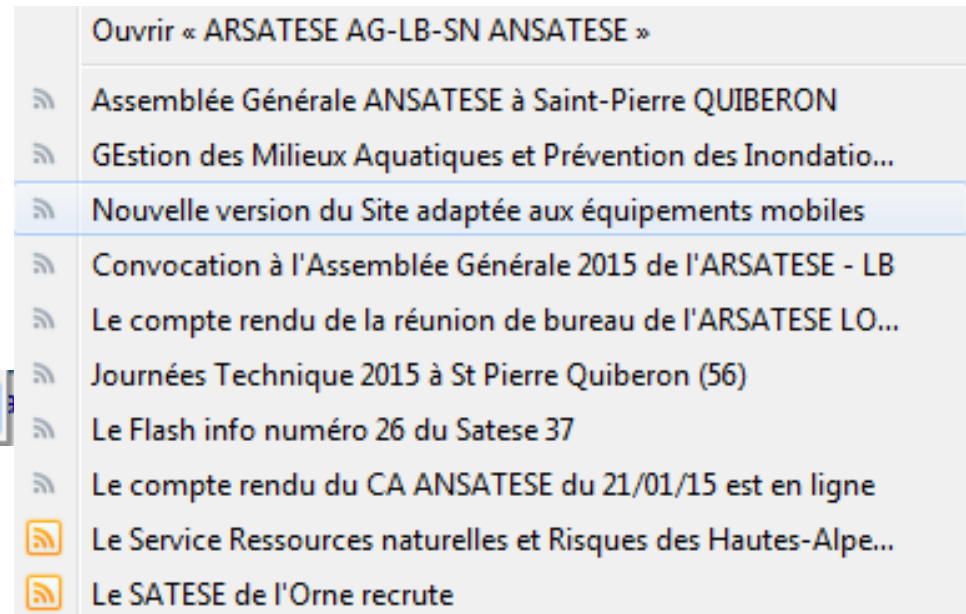 Ouvrir « ARSATESE AG-LB-SN ANSATESE »
Assemblée Générale ANSATESE à Saint-Pierre QUIBERON
GEstion des Milieux Aquatiques et Prévention des Inondatio...
Nouvelle version du Site adaptée aux équipements mobiles
Convocation à l'Assemblée Générale 2015 de l'ARSATESE - LB
Le compte rendu de la réunion de bureau de l'ARSATESE LO...
Journées Technique 2015 à St Pierre Quiberon (56)
Le Flash info numéro 26 du Satese 37
Le compte rendu du CA ANSATESE du 21/01/15 est en ligne
Le Service Ressources naturelles et Risques des Hautes-Alpe...
Le SATESE de l'Orne recrute